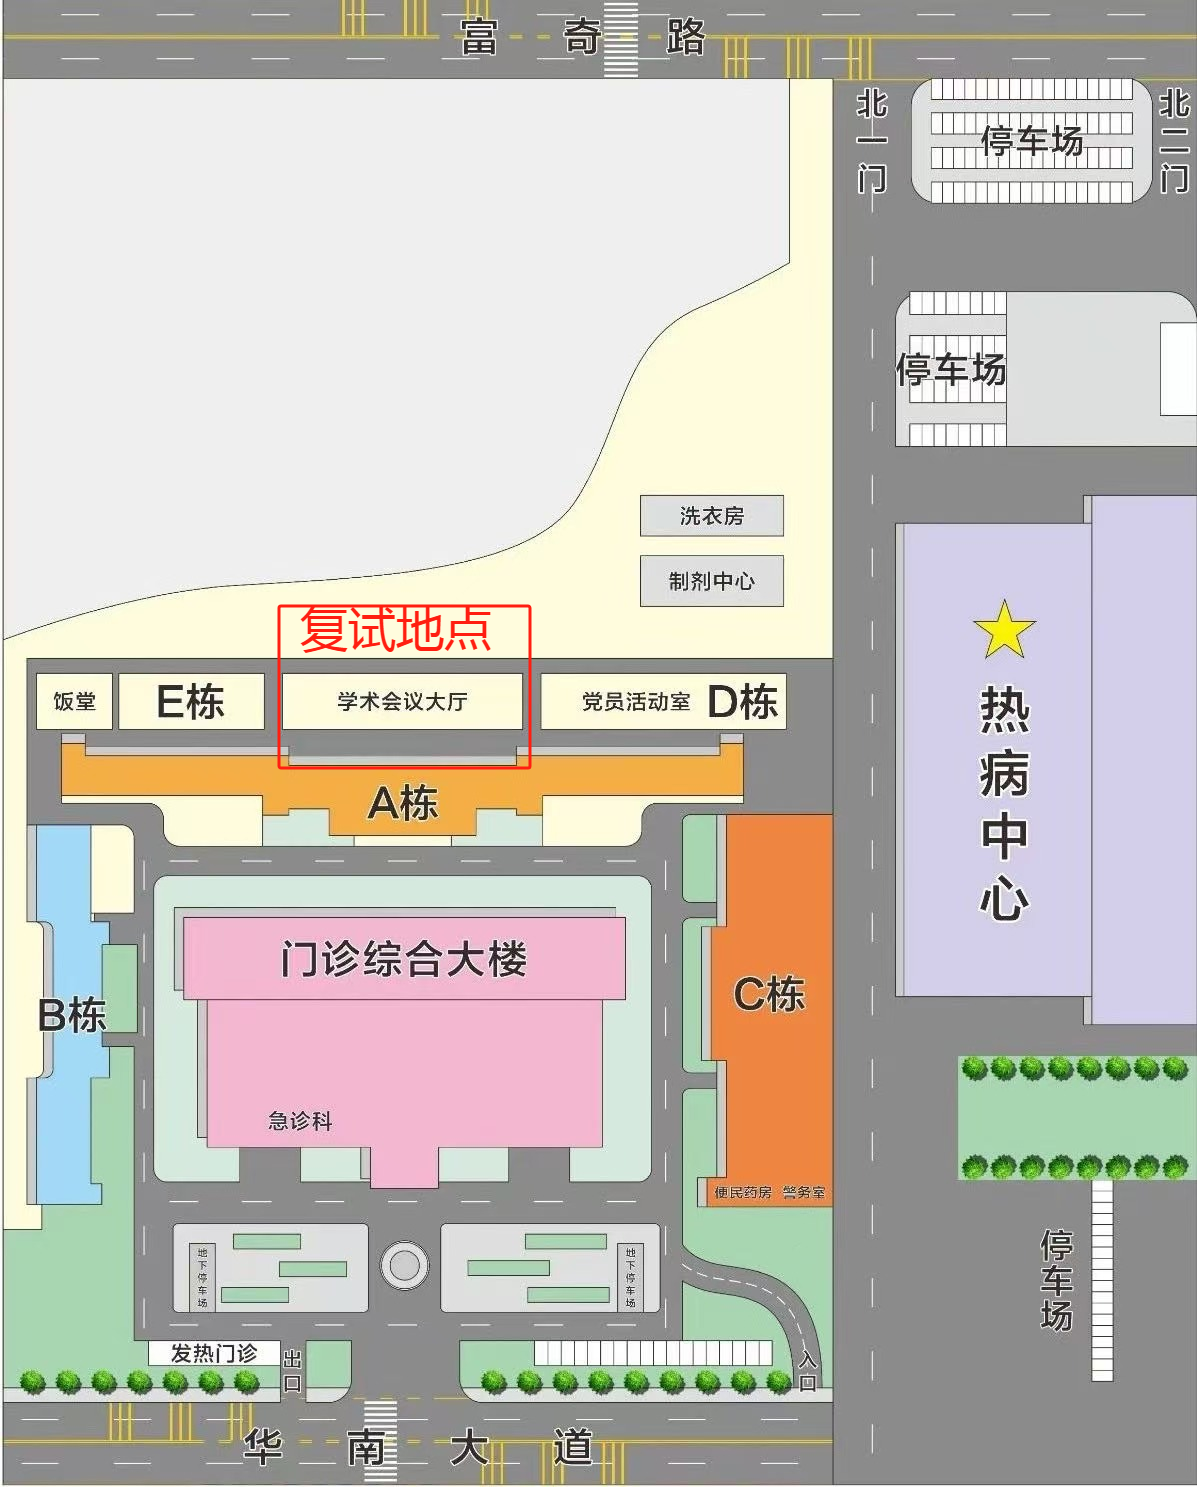 富奇路
北一门
停车场
北二门
停车场
洗衣房
制剂中心
复试地点
饭堂
E栋
学术会议大厅
党员活动室
D栋
A栋
热病中心
门诊综合大楼
B栋
C栋
急诊科
便民药房
警务室
地下停车场
地下停车场
停车场
发热门诊
出口
入口
华南大道